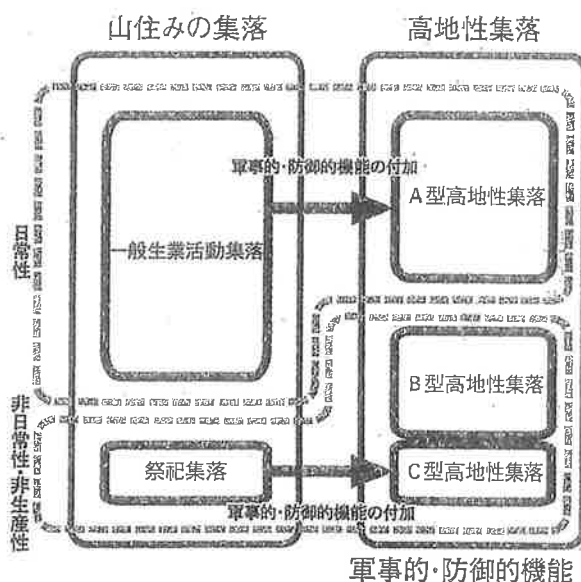 山住みの集落
高地性集落
軍事的・防御的機能の付加
A型高地性集落
一般生業活動集落
日常性
B型高地性集落
非日常性・非生産性
祭祀集落
C型高地性集落
軍事的・防御的機能の付加
軍事的・防御的機能